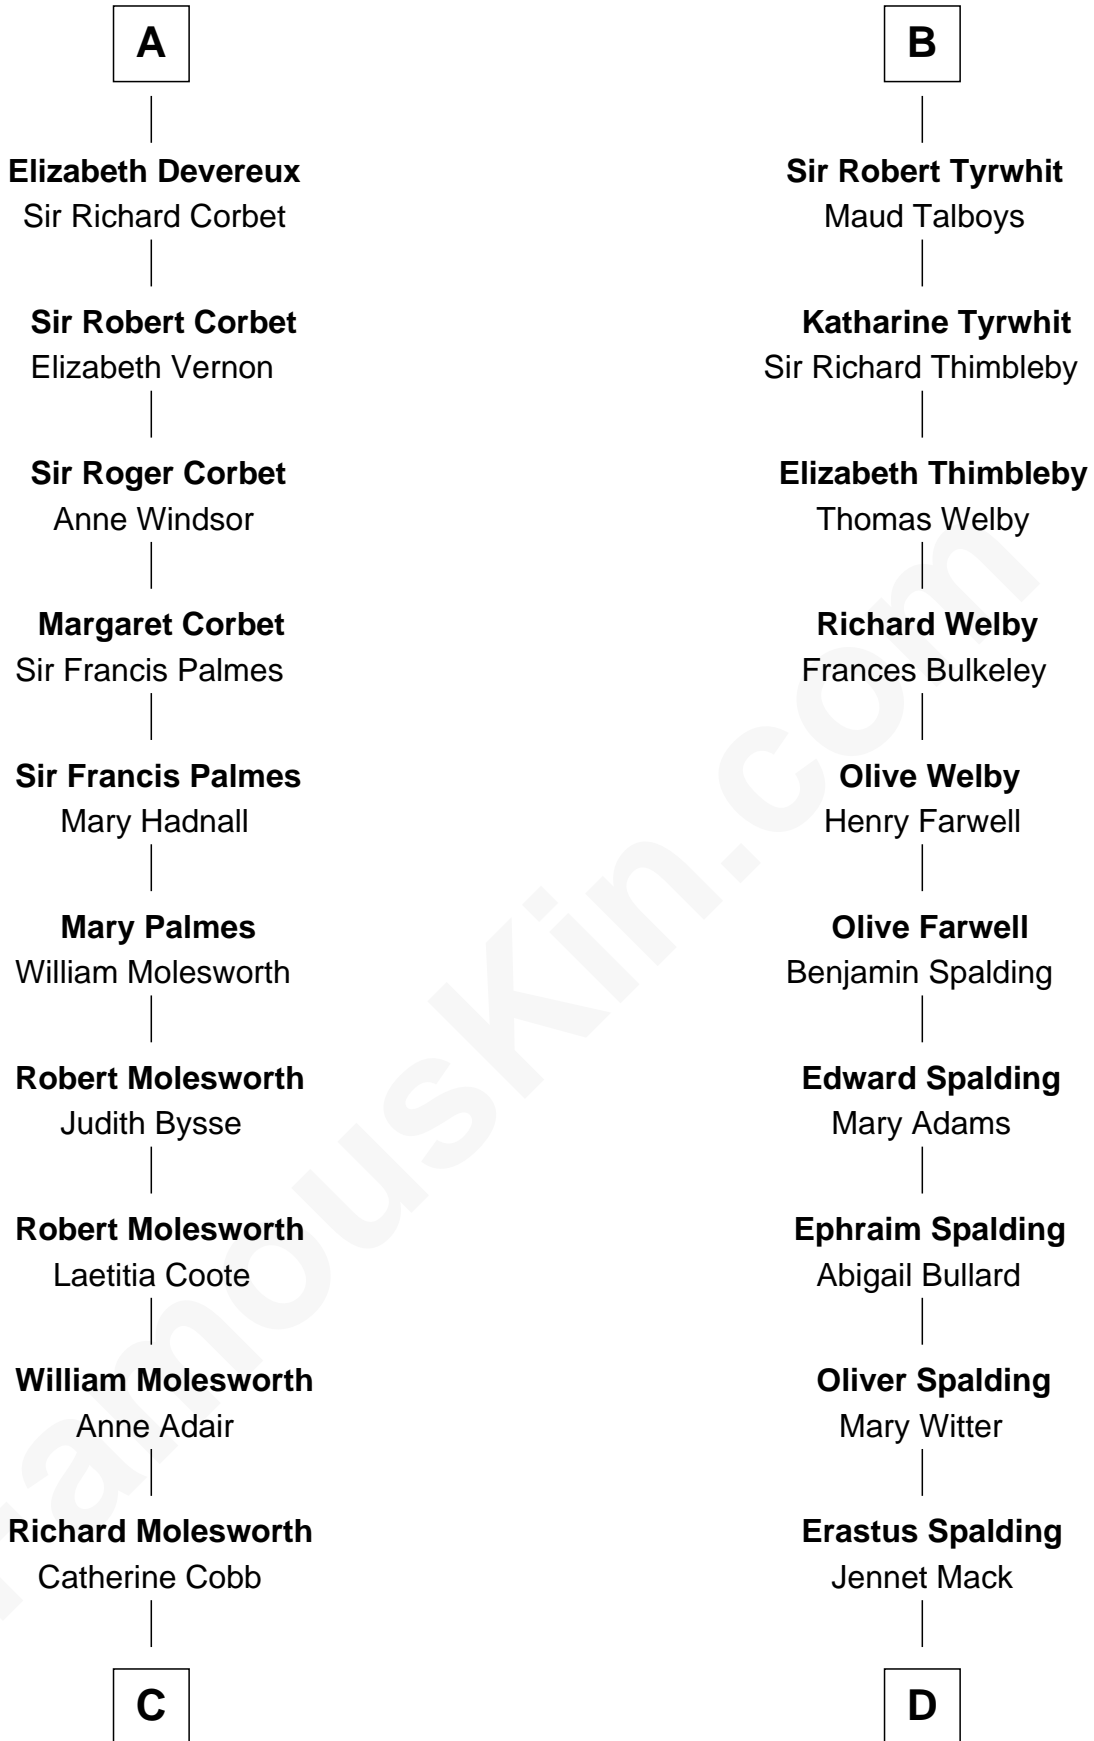 A
Elizabeth Devereux
Sir Richard Corbet
Sir Robert Corbet
Elizabeth Vernon
Sir Roger Corbet
Anne Windsor
Margaret Corbet
Sir Francis Palmes
Sir Francis Palmes
Mary Hadnall
Mary Palmes
William Molesworth
Robert Molesworth
Judith Bysse
Robert Molesworth
Laetitia Coote
William Molesworth
Anne Adair
Richard Molesworth
Catherine Cobb
C
B
Sir Robert Tyrwhit
Maud Talboys
Katharine Tyrwhit
Sir Richard Thimbleby
Elizabeth Thimbleby
Thomas Welby
Richard Welby
Frances Bulkeley
Olive Welby
Henry Farwell
Olive Farwell
Benjamin Spalding
Edward Spalding
Mary Adams
Ephraim Spalding
Abigail Bullard
Oliver Spalding
Mary Witter
Erastus Spalding
Jennet Mack
D
FamousKin.com